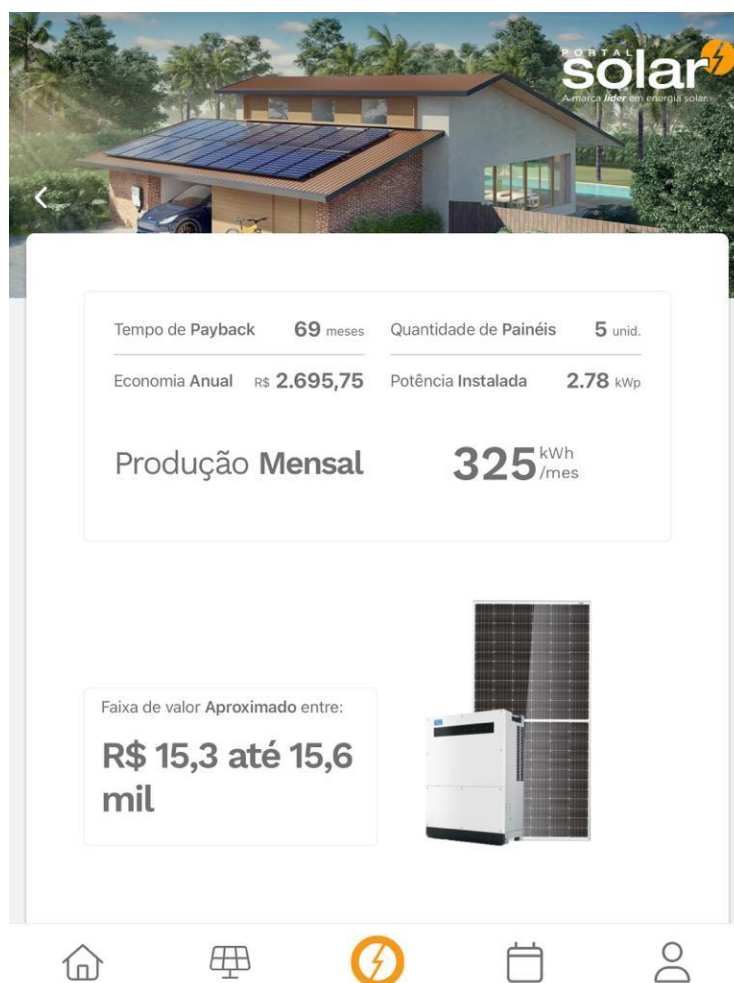 PORTAL
solar
A marca líder em energia solar.
Tempo de Payback 69 meses
Quantidade de Painéis 5 unid.
Economia Anual R$ 2.695,75
Potência Instalada 2.78 kWp
Produção Mensal 325 kWh
/mes
Faixa de valor Aproximado entre:
R$ 15,3 até 15,6
mil